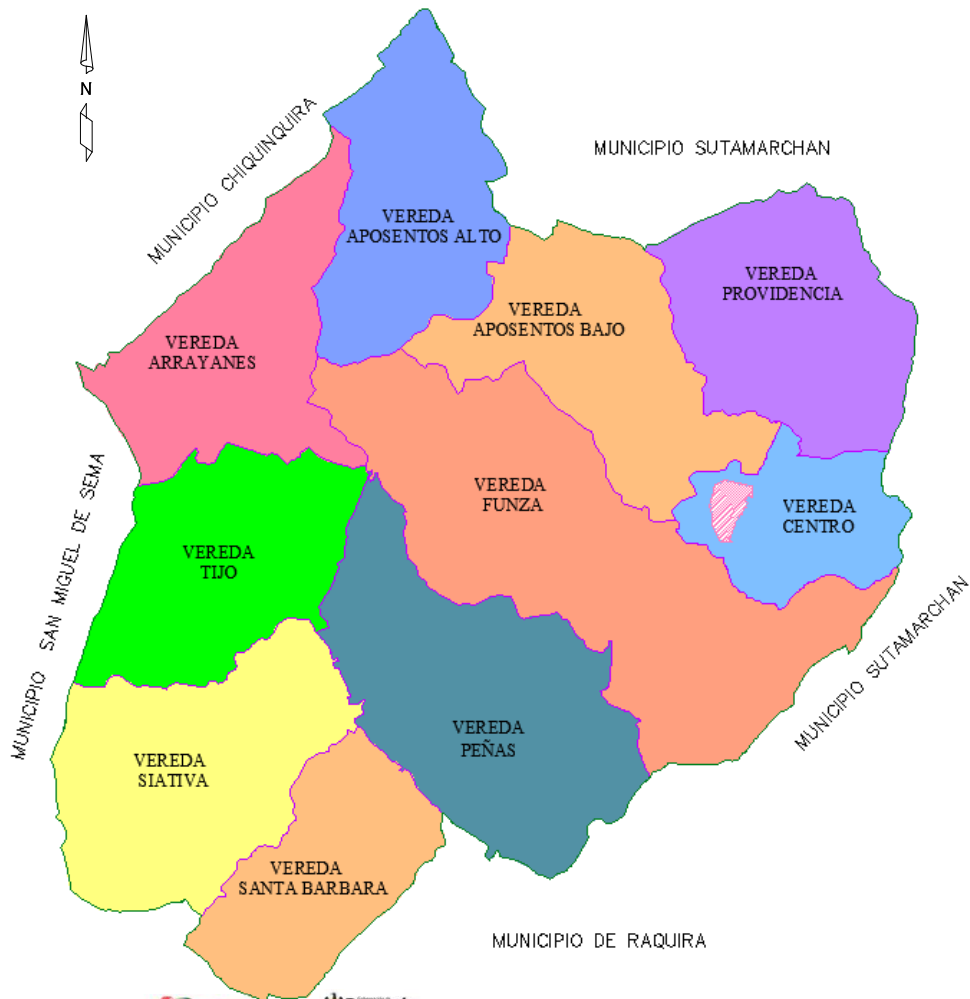 N
MUNICIPIO CHIQUINQUIRA
MUNICIPIO SUTAMARCHAN
VEREDA
APOSENTOS ALTO
VEREDA
PROVIDENCIA
VEREDA
APOSENTOS BAJO
VEREDA
ARRAYANES
VEREDA
FUNZA
VEREDA
CENTRO
VEREDA
TIJO
MUNICIPIO SAN MIGUEL DE SEMA
MUNICIPIO SUTAMARCHAN
VEREDA
PEÑAS
VEREDA
SIATIVA
VEREDA
SANTA BARBARA
MUNICIPIO DE RAQUIRA